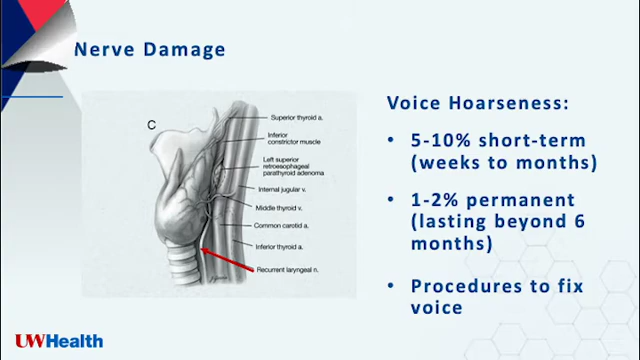 Nerve Damage
C
Superior thyroid a.
Inferior
constrictor muscle
Left superior
retroesophageal
parathyroid adenoma
Internal jugular v.
Middle thyroid v.
Common carotid a.
Inferior thyroid a.
Recurrent laryngeal n.
Voice Hoarseness:
• 5-10% short-term
(weeks to months)
• 1-2% permanent
(lasting beyond 6
months)
• Procedures to fix
voice
UWHealth